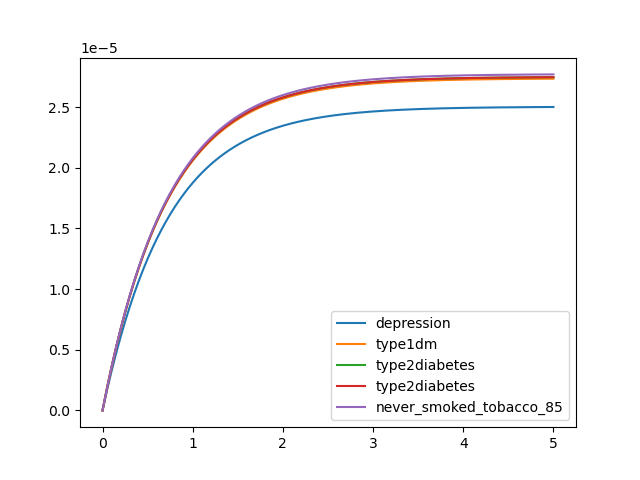 1e−5
2.5
2.0
1.5
1.0
0.5
0.0
0 1 2 3 4 5
depression
type1dm
type2diabetes
type2diabetes
never_smoked_tobacco_85